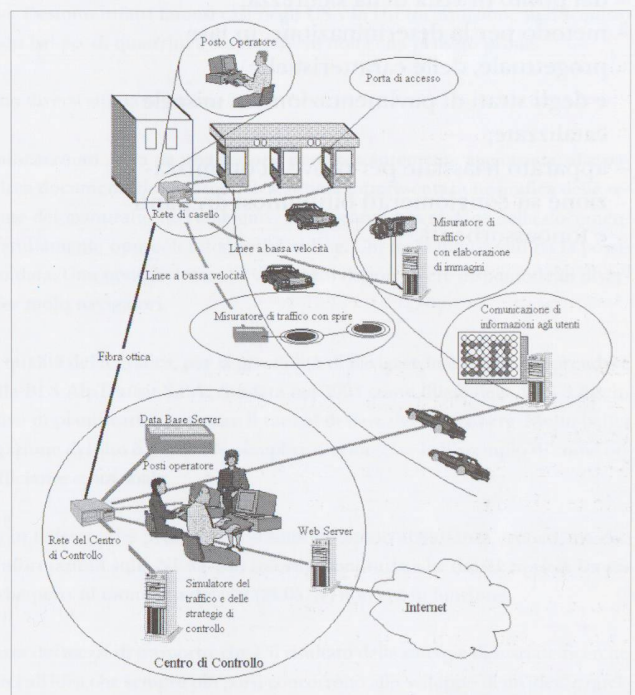 Posto Operatore
Porta di accesso
Rete di casello
Linee a bassa velocità
Linee a bassa velocità
Misuratore di
traffico
con elaborazione
di immagini
Misuratore di traffico con spire
Comunicazione di
informazioni agli utenti
Fibra ottica
Data Base Server
Posti operatore
Rete del Centro
di Controllo
Web Server
Simulatore del
traffico e delle
strategie di
controllo
Internet
Centro di Controllo